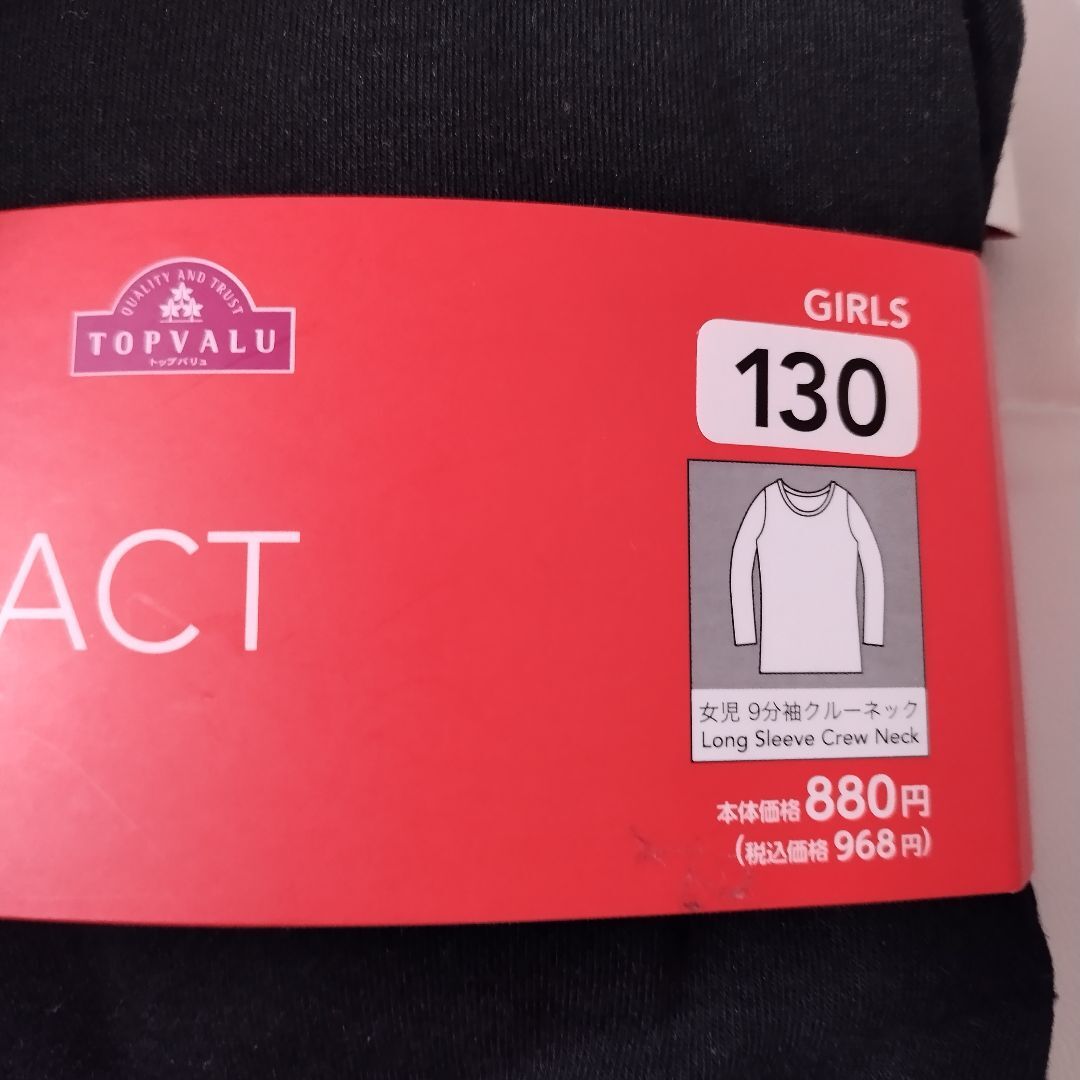 QUALITY AND TRUST
TOPVALU
トップバリュ
GIRLS
130
ACT
女児 9分袖クルーネック
Long Sleeve Crew Neck
本体価格880円
(税込価格 968円)